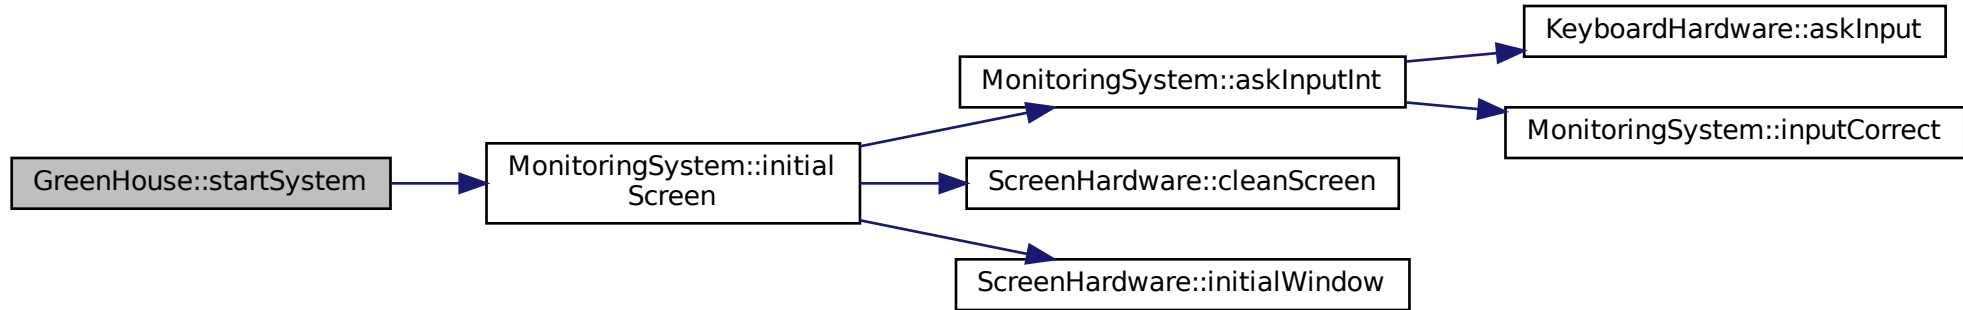 GreenHouse::startSystem
MonitoringSystem::initial
Screen
MonitoringSystem::askInputInt
ScreenHardware::cleanScreen
ScreenHardware::initialWindow
KeyboardHardware::askInput
MonitoringSystem::inputCorrect